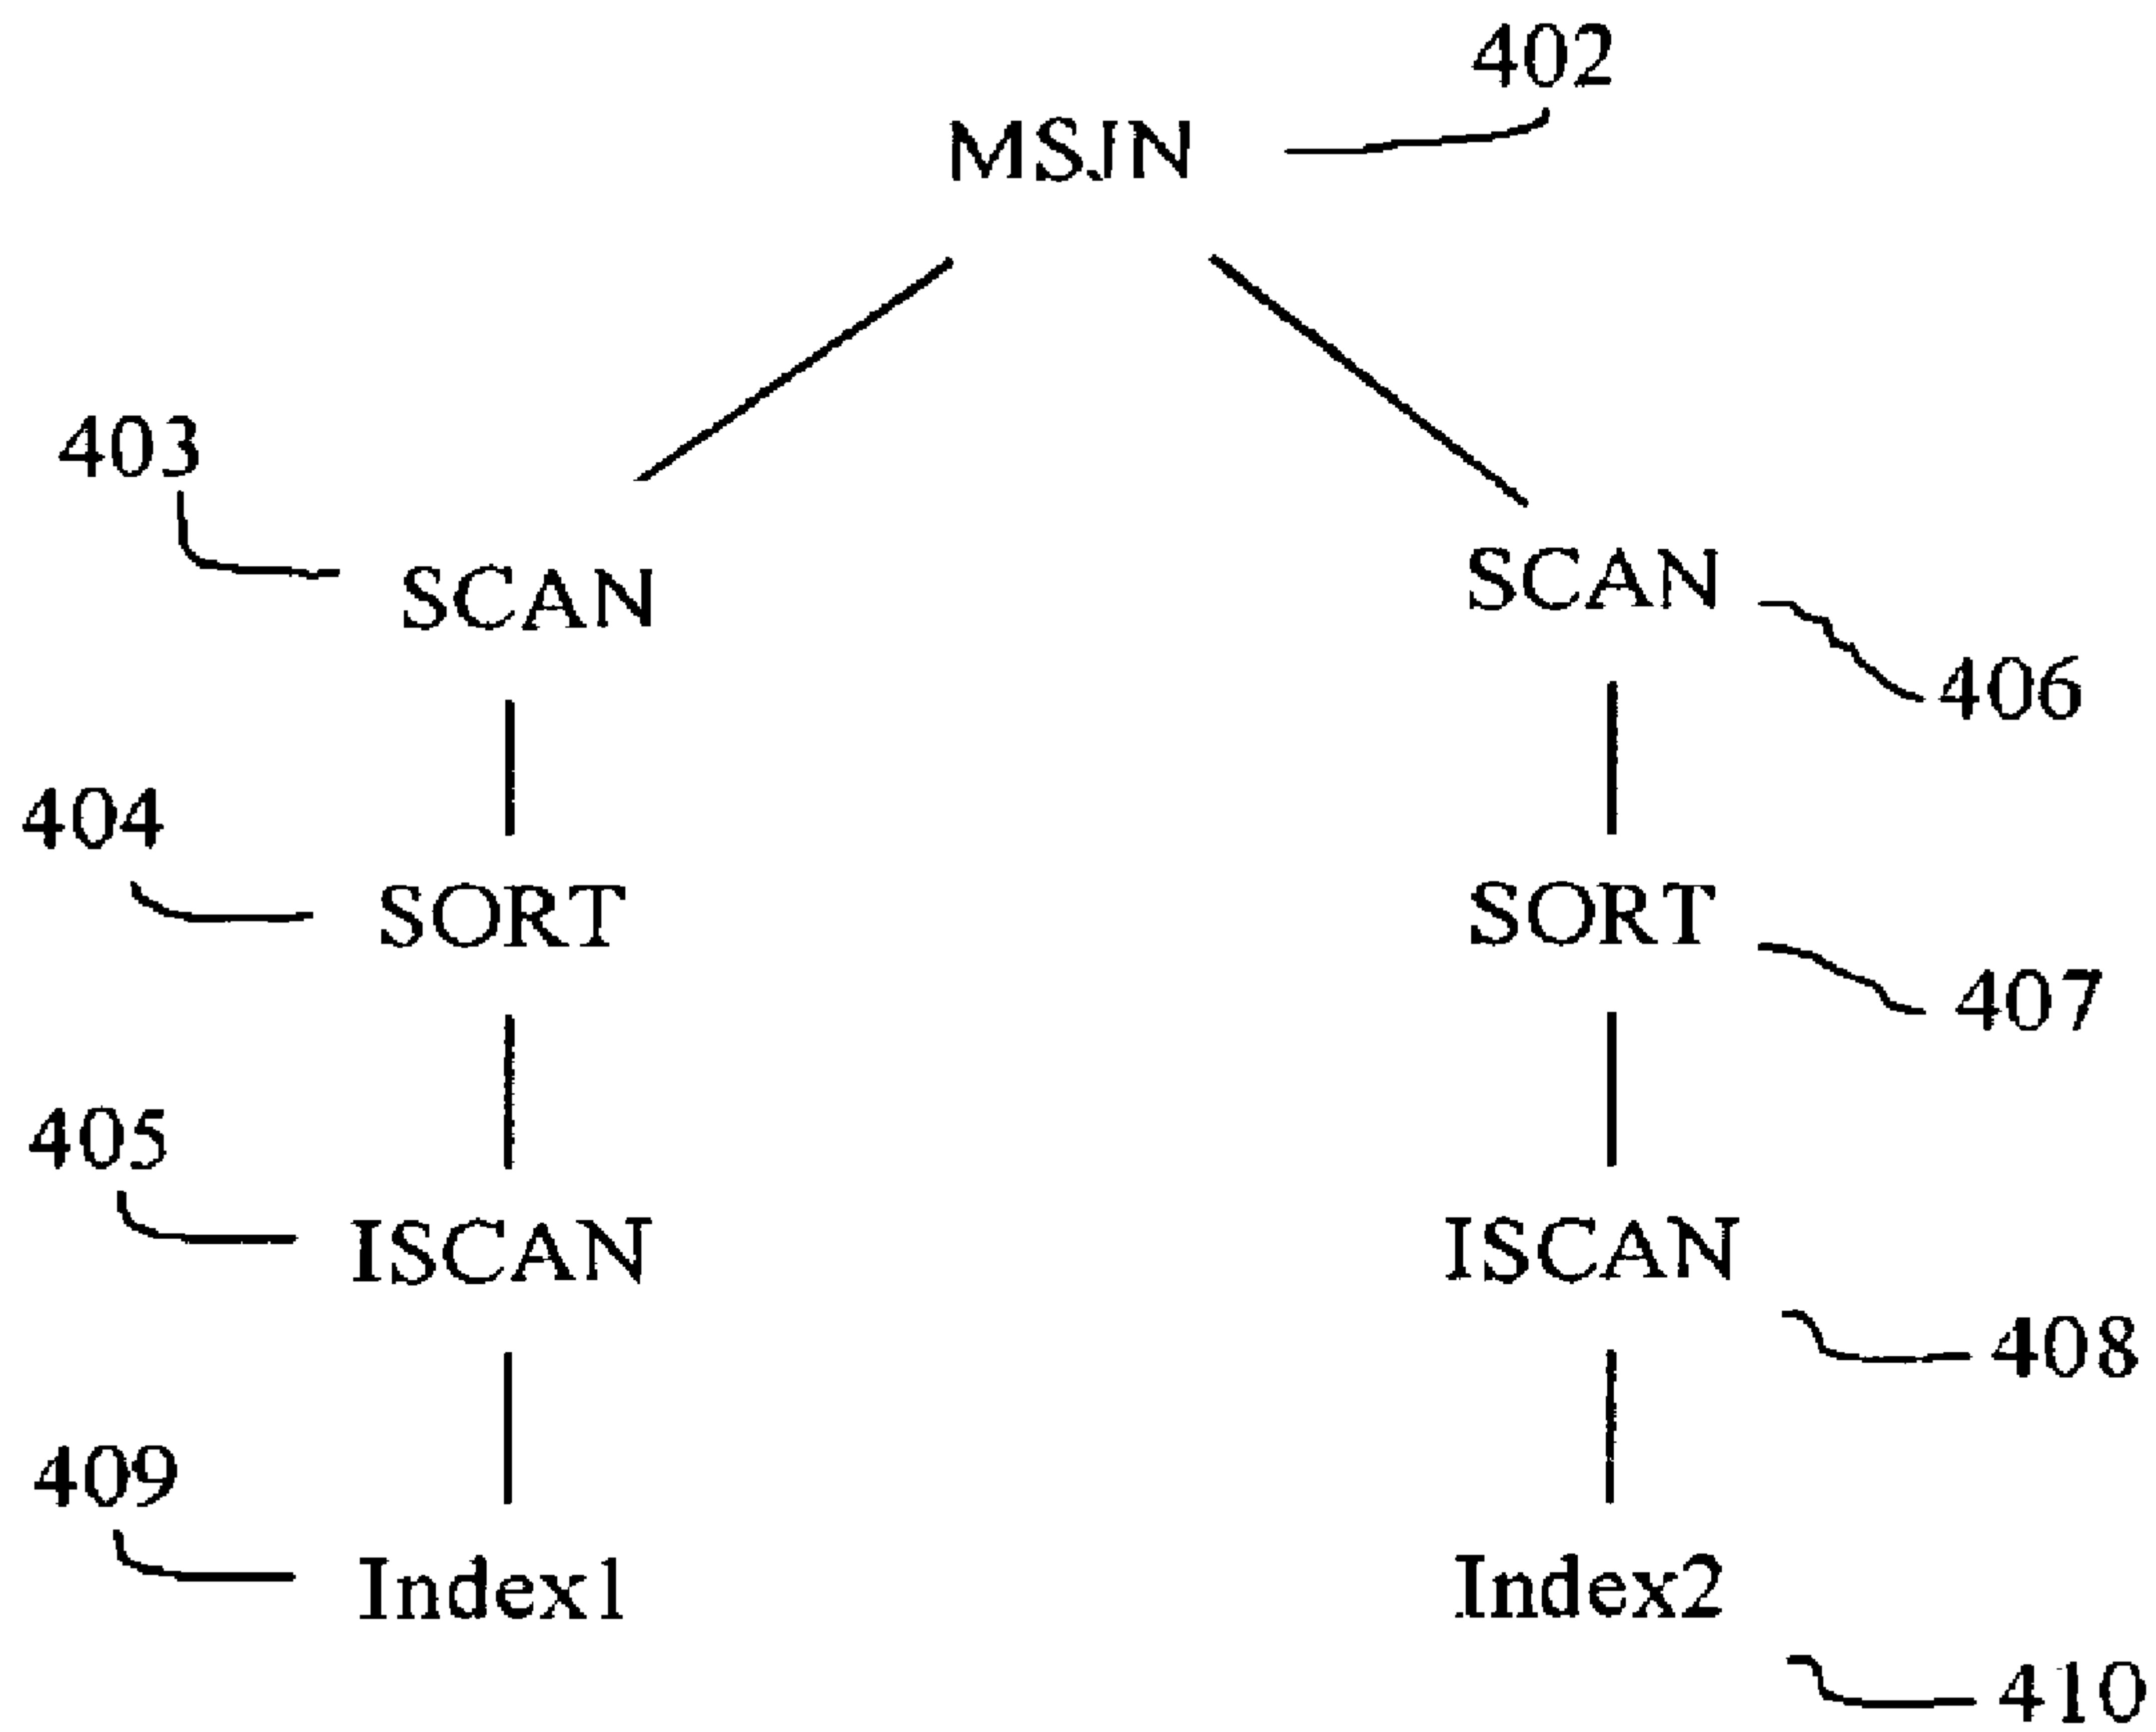 402
MSJN
403
SCAN
SCAN
406
404
SORT
SORT
407
405
ISCAN
ISCAN
408
409
Index1
Index2
410